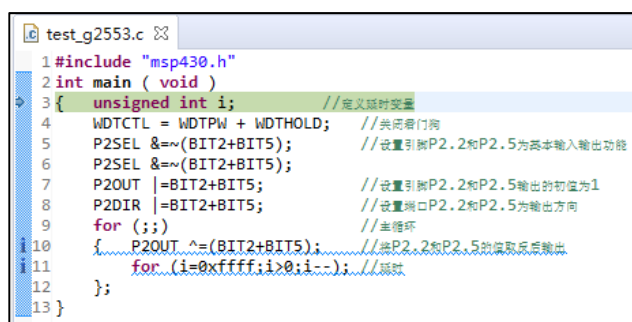 test_g2553.c
1 #include "msp430.h"
2 int main ( void )
3 { unsigned int i; //定义延时变量
4 WDTCTL = WDTPW + WDTHOLD; //关闭看门狗
5 P2SEL &=~(BIT2+BIT5); //设置引脚P2.2和P2.5为基本输入输出功能
6 P2SEL &=~(BIT2+BIT5);
7 P2OUT |=BIT2+BIT5; //设置引脚P2.2和P2.5输出的初值为1
8 P2DIR |=BIT2+BIT5; //设置端口P2.2和P2.5为输出方向
9 for (;;) //主循环
10 { P2OUT ^=(BIT2+BIT5); //将P2.2和P2.5的值取反后输出
11 for (i=0xffff;i>0;i--); //延时
12 };
13 }